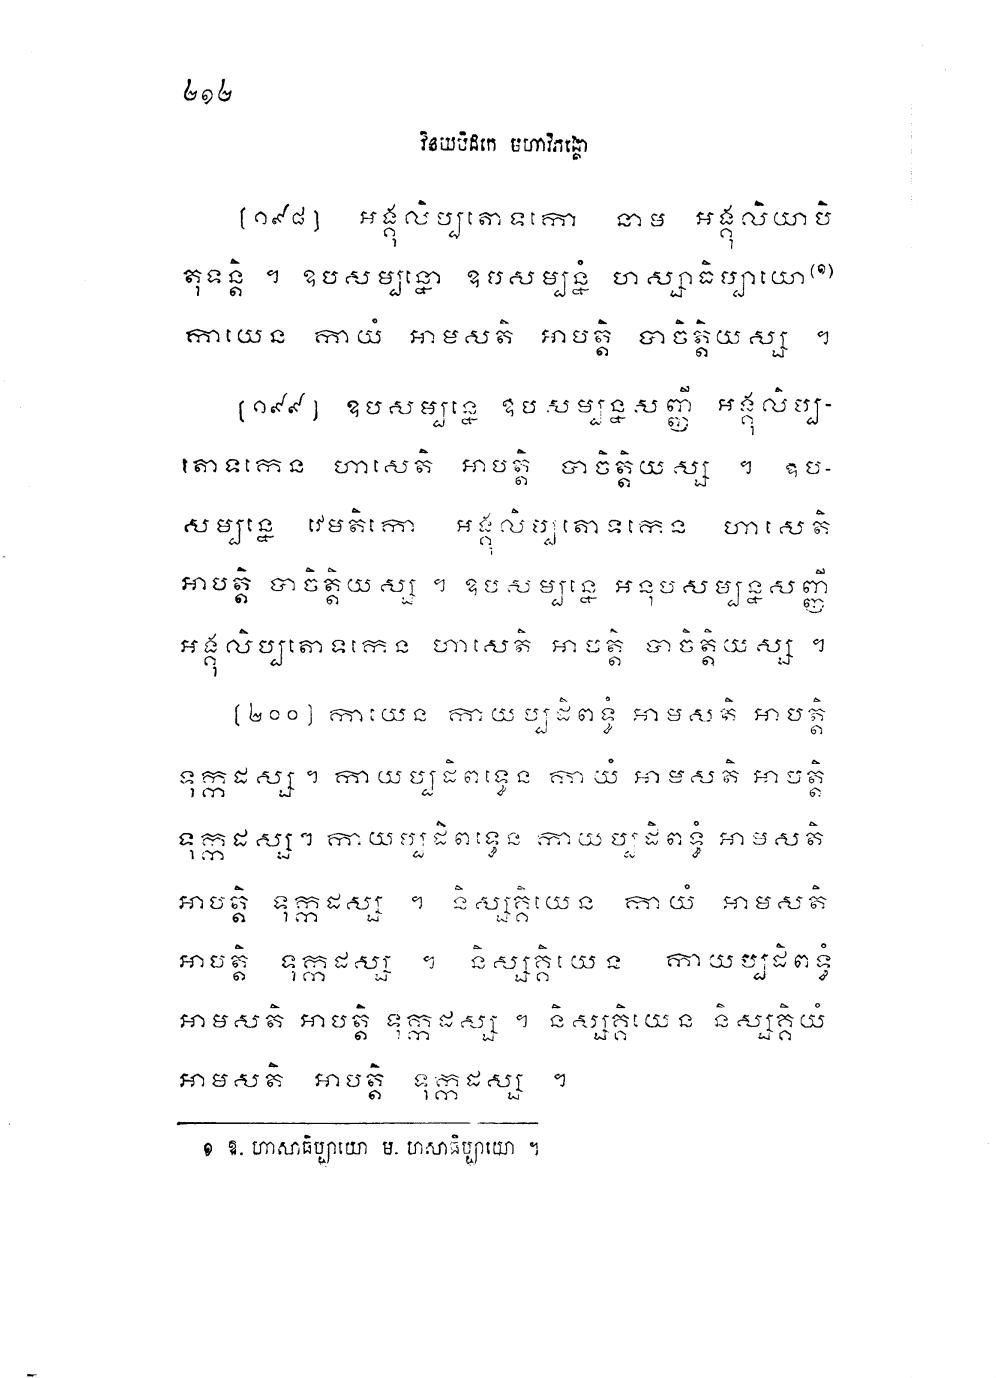 ២១២
វិនយបិដកេ មហាវិភង្គោ
[១៩៨] អង្គុលិប្បតោទកោ នាម អង្គុលិយាបិ
តុទន្តិ ។ ឧបសម្បន្នោ ឧបសម្បន្នំ ហស្សាធិប្បាយោ(១)
កាយេន កាយំ អាមសតិ អាបត្តិ បាចិត្តិយស្ស ។
[១៩៩] ឧបសម្បន្នេ ឧបសម្បន្នសញ្ញី អង្គុលិប្ប-
តោទកេន ហាសេតិ អាបត្តិ បាចិត្តិយស្ស ។ ឧប-
សម្បន្នេ វេមតិកោ អង្គុលិប្បតោទកេន ហាសេតិ
អាបត្តិ បាចិត្តិយស្ស ។ ឧបសម្បន្នេ អនុបសម្បន្នសញ្ញី
អង្គុលិប្បតោទកេន ហាសេតិ អាបត្តិ បាចិត្តិយស្ស ។
[២០០] កាយេន កាយប្បដិពទ្ធំ អាមសតិ អាបត្តិ
ទុក្កដស្ស ។ កាយប្បដិពទ្ធេន កាយំ អាមសតិ អាបត្តិ
ទុក្កដស្ស ។ កាយប្បដិពទ្ធេន កាយប្បដិពទ្ធំ អាមសតិ
អាបត្តិ ទុក្កដស្ស ។ និស្សគ្គិយេន កាយំ អាមសតិ
អាបត្តិ ទុក្កដស្ស ។ និស្សគ្គិយេន កាយប្បដិពទ្ធំ
អាមសតិ អាបត្តិ ទុក្កដស្ស ។ និស្សគ្គិយេន និស្សគ្គិយំ
អាមសតិ អាបត្តិ ទុក្កដស្ស ។
១ ឱ. ហាសាធិប្បាយោ ម. ហសាធិប្បាយោ ។